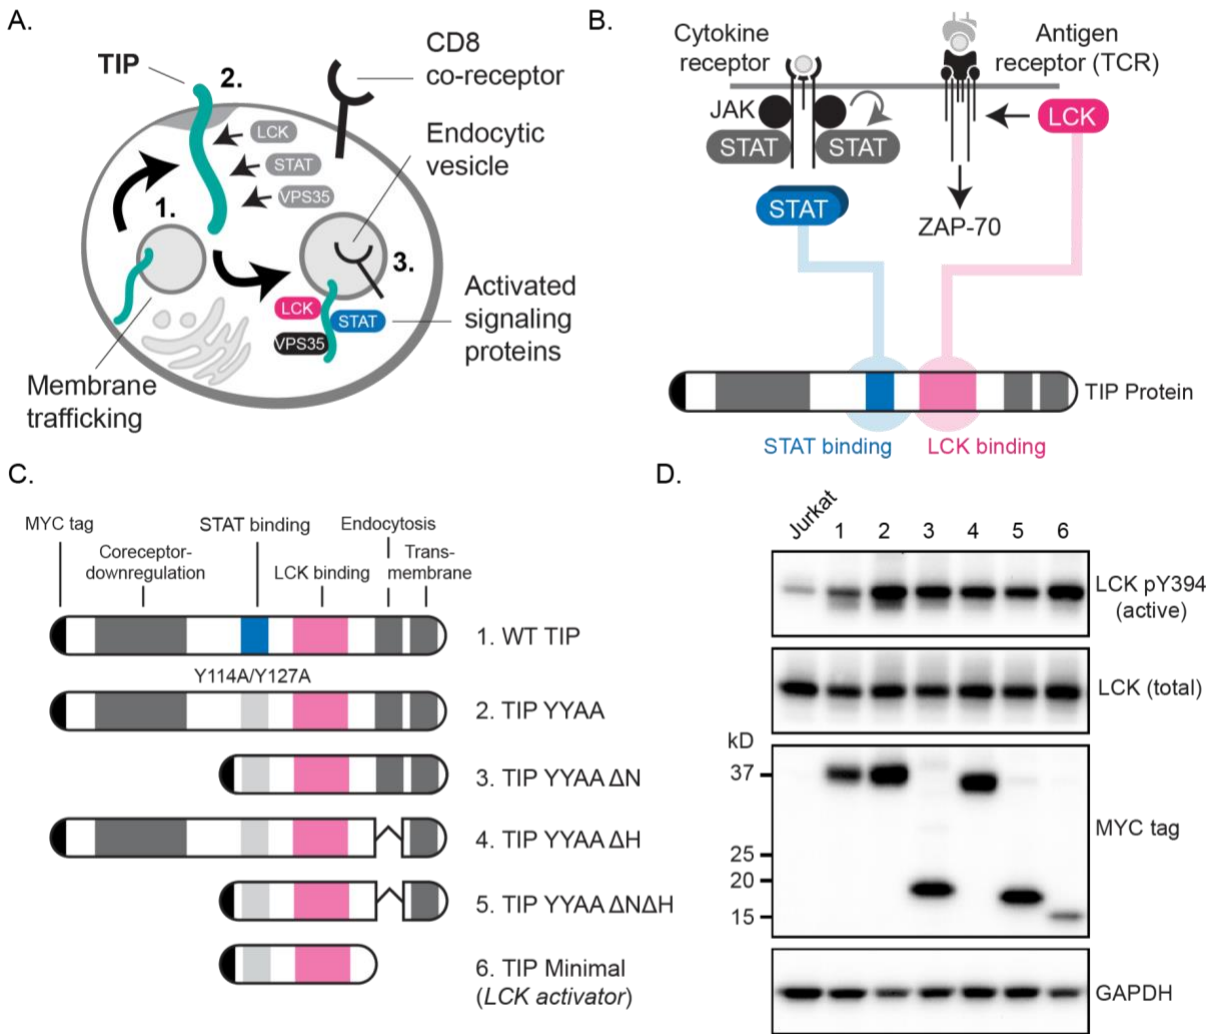 A.
TIP
2.
CD8
co-receptor
LCK
STAT
VPS35
Endocytic
vesicle
1.
3.
LCK
STAT
VPS35
Activated
signaling
proteins
Membrane
trafficking
B.
Cytokine
receptor
Antigen
receptor (TCR)
JAK
LCK
STAT
STAT
STAT
ZAP-70
TIP Protein
STAT binding
LCK binding
C.
MYC tag
STAT binding
Endocytosis
Coreceptor-
downregulation
LCK binding
Trans-
membrane
1. WT TIP
Y114A/Y127A
2. TIP YYAA
3. TIP YYAA ΔN
4. TIP YYAA ΔH
5. TIP YYAA ΔNΔH
6. TIP Minimal
(LCK activator)
D.
Jurkat
1 2 3 4 5 6
LCK pY394
(active)
LCK (total)
kD
37
25
20
15
MYC tag
GAPDH